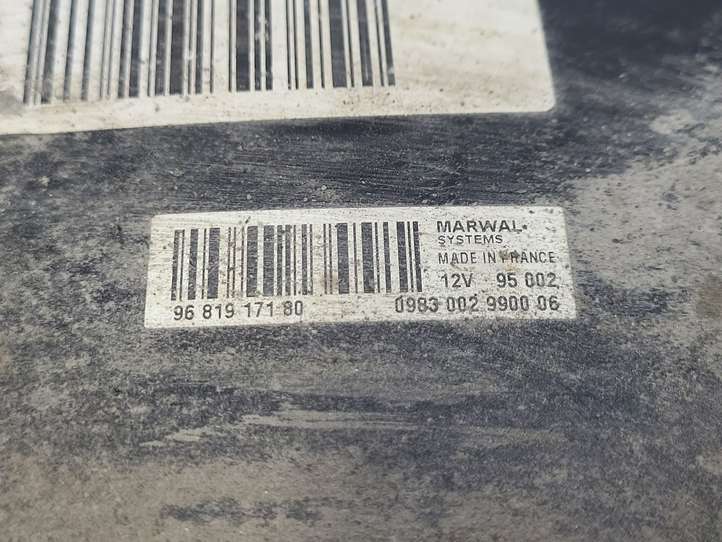 MARWAL
SYSTEMS
MADE IN FRANCE
12V 95 002
96 819 171 80 0983 002 9900 06